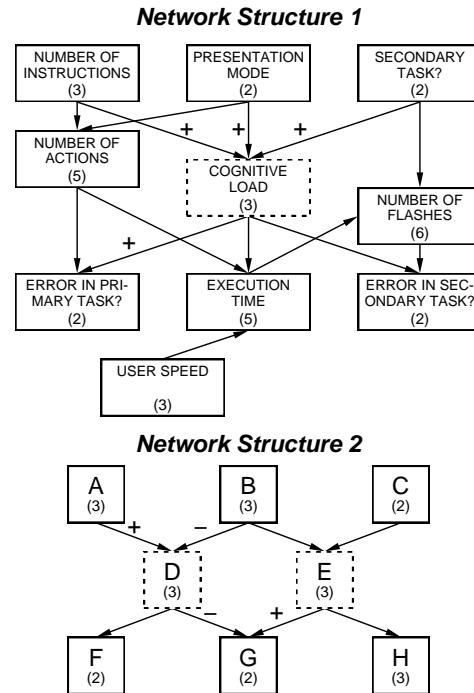 Network Structure 1
NUMBER OF INSTRUCTIONS (3)
PRESENTATION MODE (2)
SECONDARY TASK? (2)
+ + +
NUMBER OF ACTIONS (5)
COGNITIVE LOAD (3)
NUMBER OF FLASHES (6)
+
ERROR IN PRI-
MARY TASK?
(2)
EXECUTION
TIME
(5)
ERROR IN SEC-
ONDARY TASK?
(2)
USER SPEED
(3)
Network Structure 2
A
(3)
B
(3)
C
(2)
+ –
D
(3)
E
(3)
– +
F
(2)
G
(2)
H
(3)